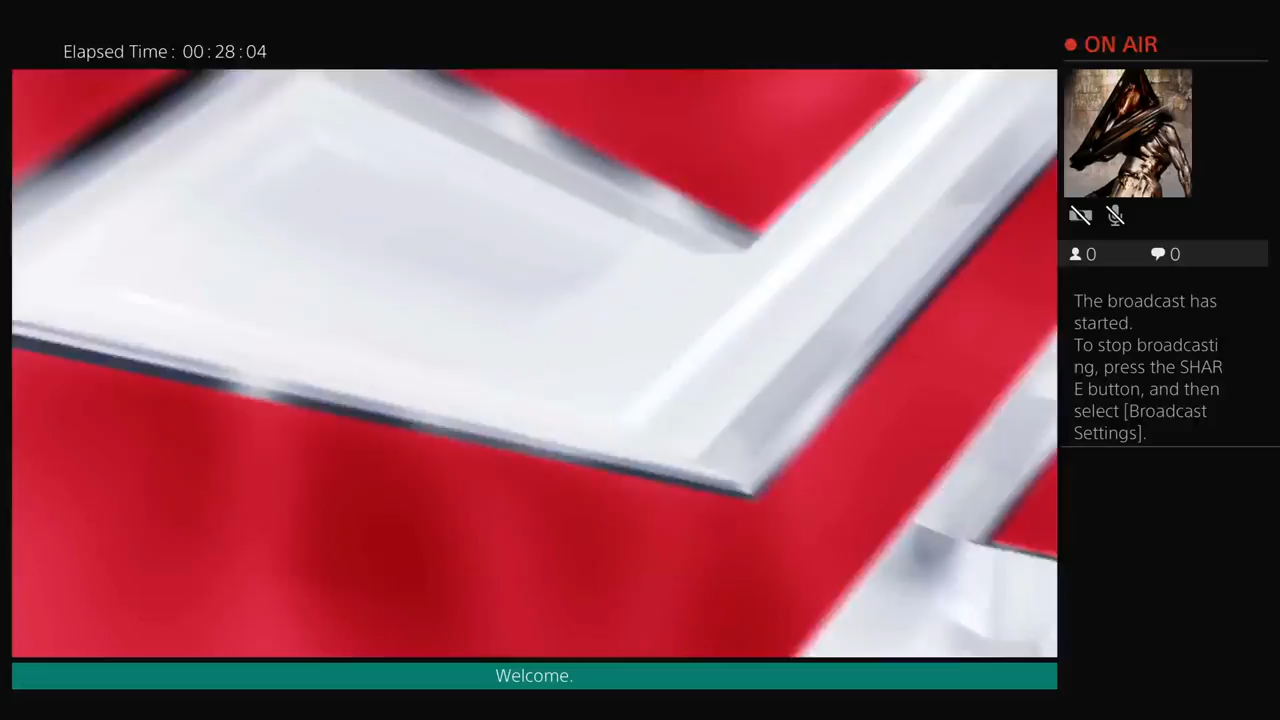 Elapsed Time: 00:28:04
ON AIR
0 0
The broadcast has
started.
To stop broadcasti
ng, press the SHAR
E button, and then
select [Broadcast
Settings].
Welcome.